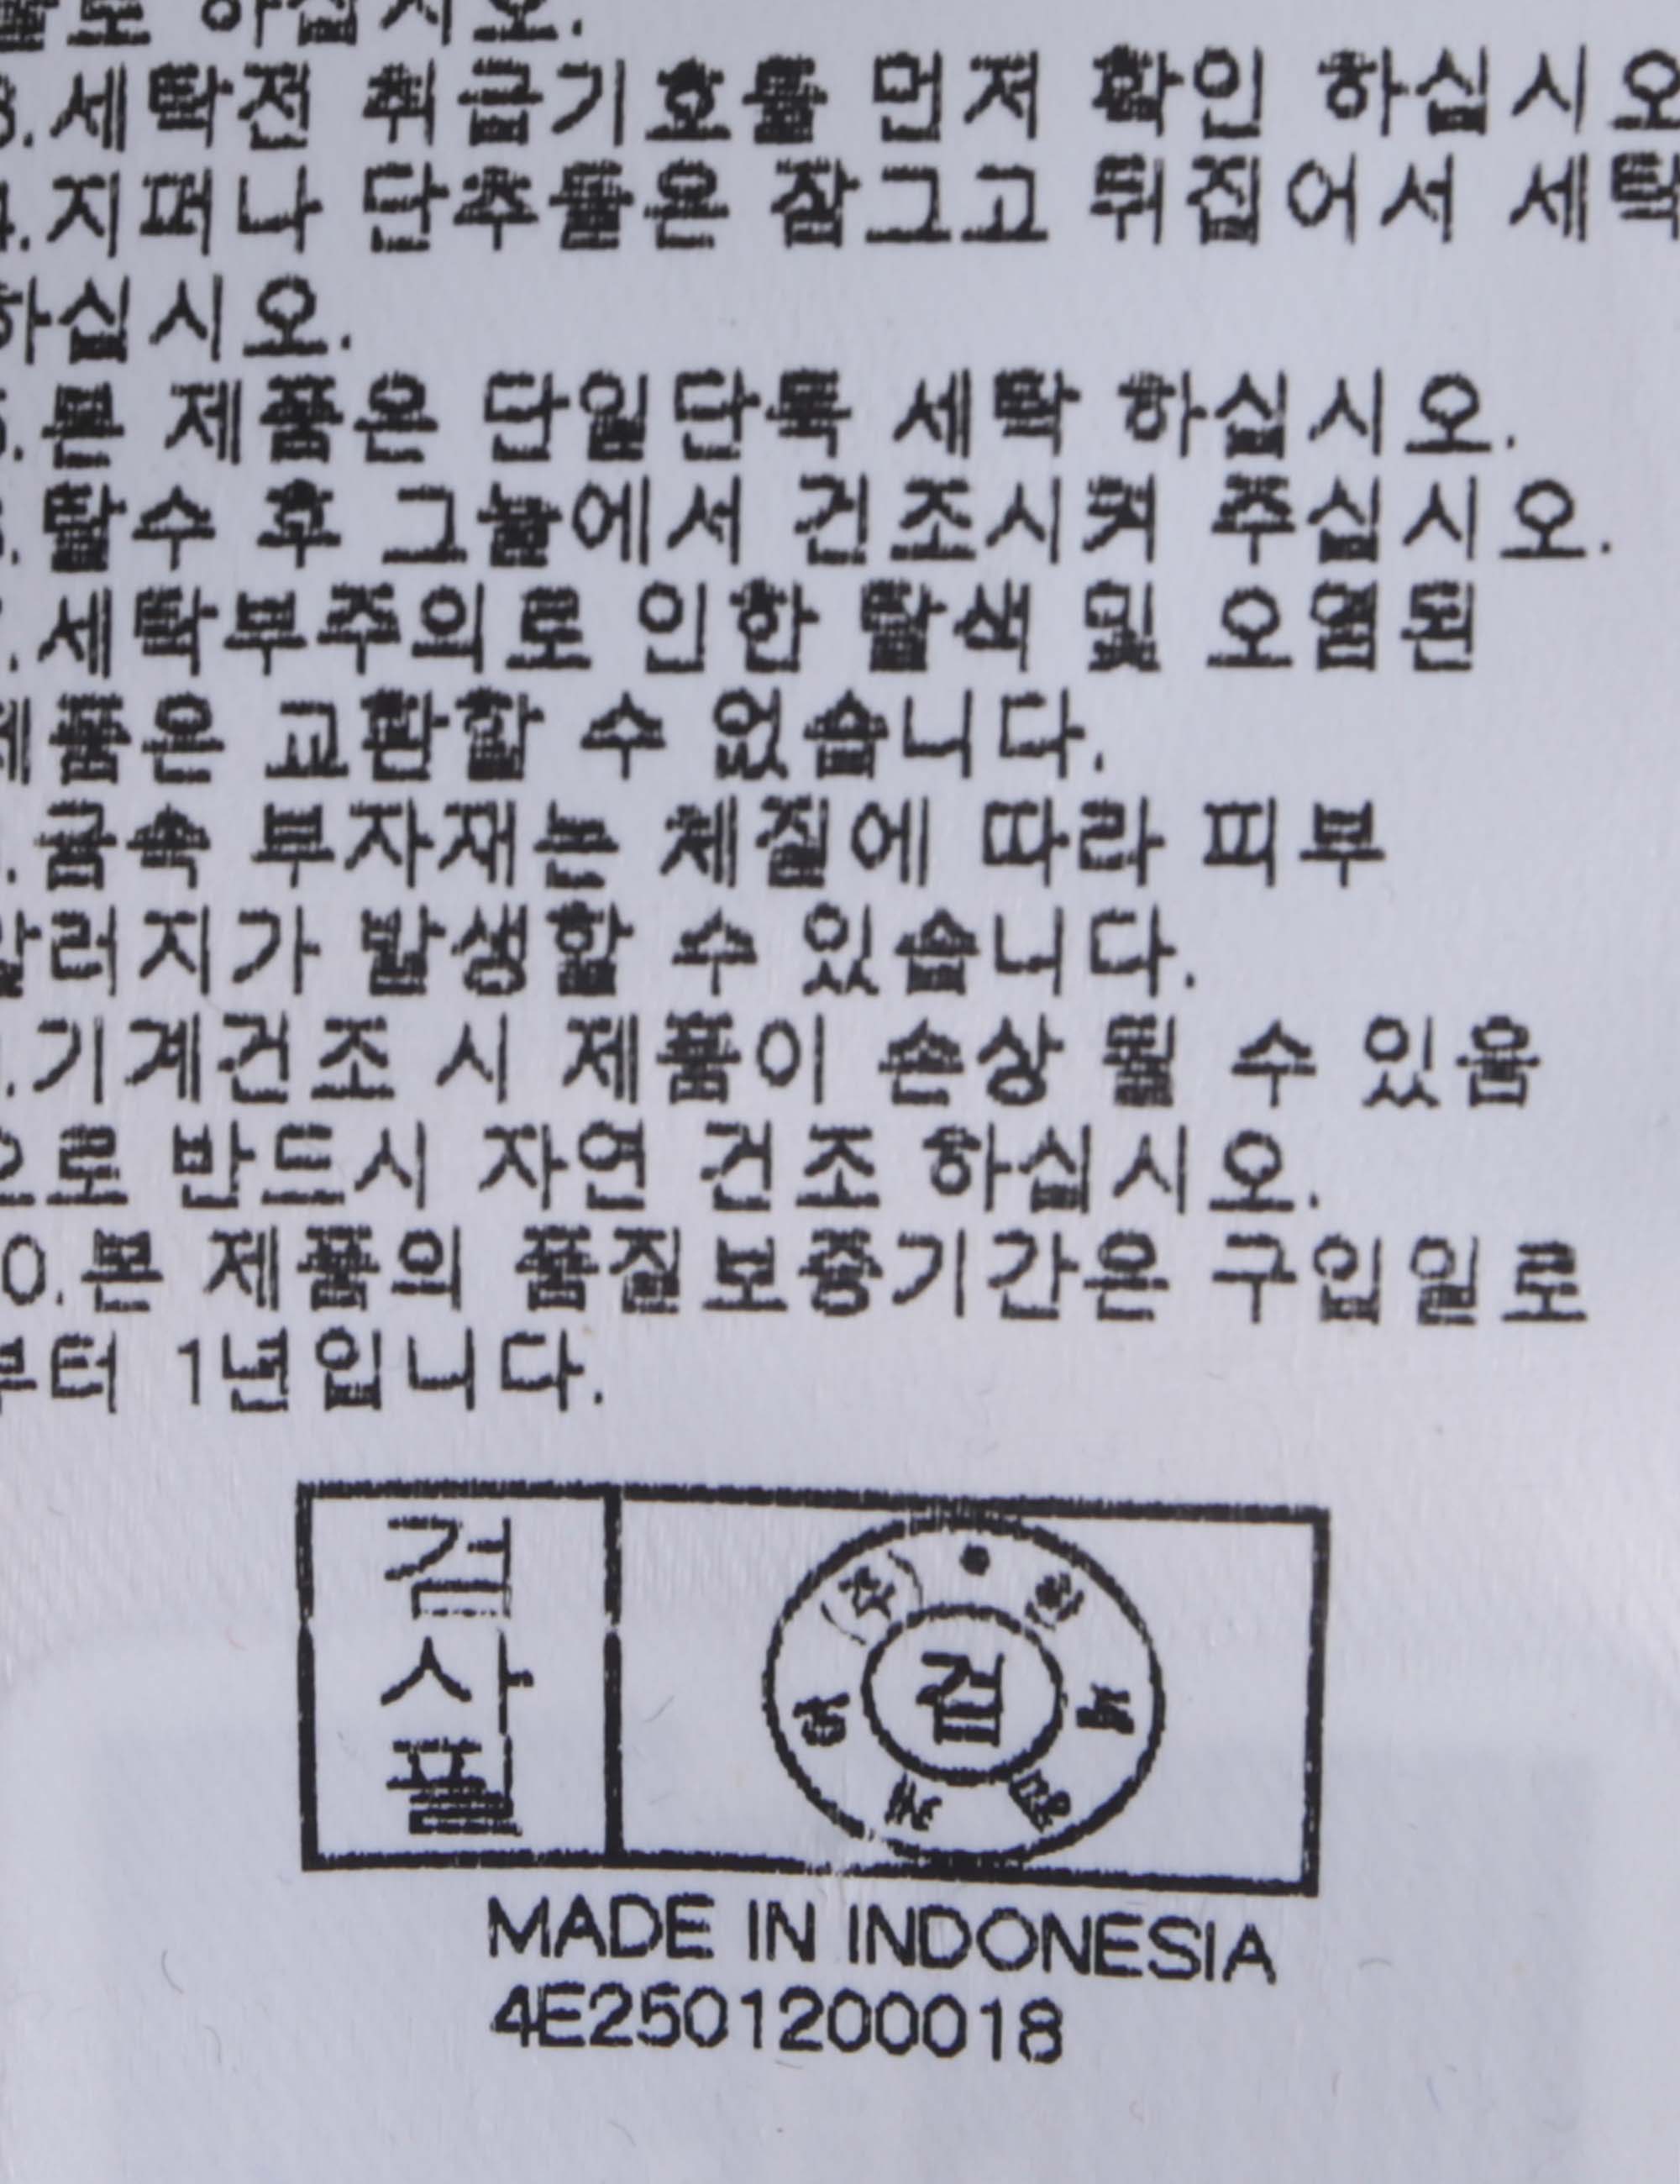 하십시오.
3.세탁전 취급기호를 먼저 확인 하십시오
4.지퍼나 단추들은 잠그고 뒤집어서 세탁
하십시오.
5.본 제품은 단일단독 세탁 하십시오.
6.탈수 후 그늘에서 건조시켜 주십시오.
.세탁부주의로 인한 탈색 및 오염된
제품은 교환할 수 없습니다.
.금속 부자재는 체질에 따라 피부
알러지가 발생할 수 있습니다.
.기계건조 시 제품이 손상 될 수 있음
으로 반드시 자연 건조 하십시오.
0.본 제품의 품질보증기간은 구입일로
부터 1년입니다.
검
사
필
검
MADE IN INDONESIA
4E2501200018